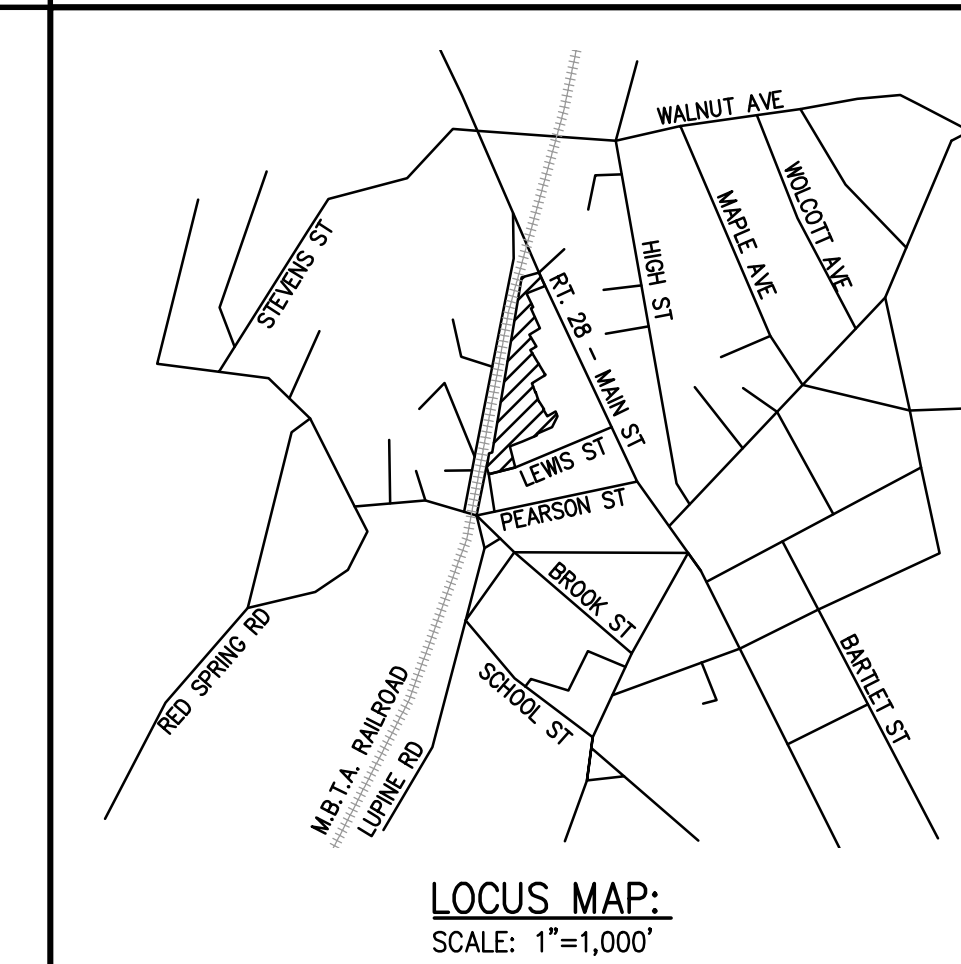 WALNUT AVE
WOLCOTT AVE
MAPLE AVE
STEVENS ST
HIGH ST
RT. 28 - MAIN ST
LEWIS ST
PEARSON ST
BROOK ST
RED SPRING RD
SCHOOL ST
BARTLET ST
M.B.T.A. RAILROAD
LUPINE RD
LOCUS MAP:
SCALE: 1"=1,000'